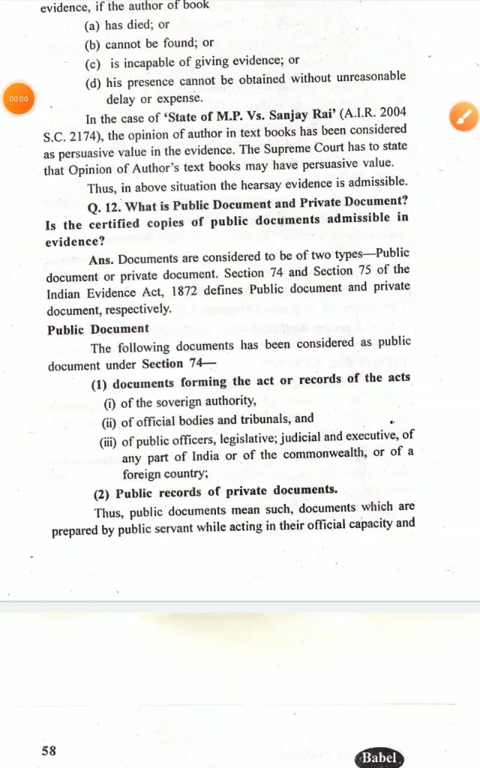 evidence, if the author of book
(a) has died; or
(b) cannot be found; or
(c) is incapable of giving evidence; or
(d) his presence cannot be obtained without unreasonable
delay or expense.
In the case of ‘State of M.P. Vs. Sanjay Rai’ (A.I.R. 2004
S.C. 2174), the opinion of author in text books has been considered
as persuasive value in the evidence. The Supreme Court has to state
that Opinion of Author’s text books may have persuasive value.
Thus, in above situation the hearsay evidence is admissible.
Q. 12. What is Public Document and Private Document?
Is the certified copies of public documents admissible in
evidence?
Ans. Documents are considered to be of two types—Public
document or private document. Section 74 and Section 75 of the
Indian Evidence Act, 1872 defines Public document and private
document, respectively.
Public Document
The following documents has been considered as public
document under Section 74—
(1) documents forming the act or records of the acts
(i) of the soverign authority,
(ii) of official bodies and tribunals, and
(iii) of public officers, legislative; judicial and executive, of
any part of India or of the commonwealth, or of a
foreign country;
(2) Public records of private documents.
Thus, public documents mean such, documents which are
prepared by public servant while acting in their official capacity and
58
Babel
00:00